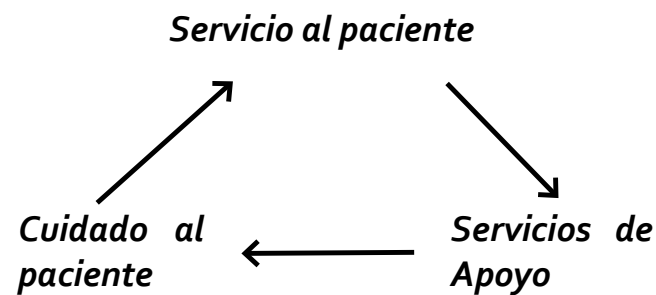 Servicio al paciente
Cuidado al
paciente
Servicios de
Apoyo